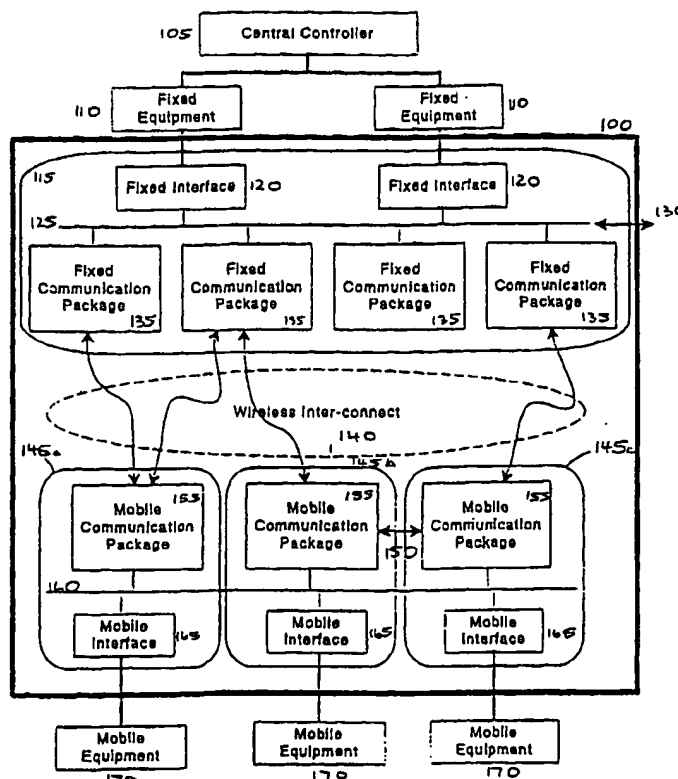 105 Central Controller
110 Fixed Equipment
Fixed Equipment 110
100
115
Fixed Interface 120
Fixed Interface 120
125
130
Fixed Communication Package 135
Fixed Communication Package 135
Fixed Communication Package 135
Fixed Communication Package 135
Wireless Inter-connect
140
145a
145b
145c
Mobile Communication Package 155
Mobile Communication Package 155
150
Mobile Communication Package 155
160
Mobile Interface 165
Mobile Interface 165
Mobile Interface 165
Mobile Equipment
Mobile Equipment
Mobile Equipment
170
170
170